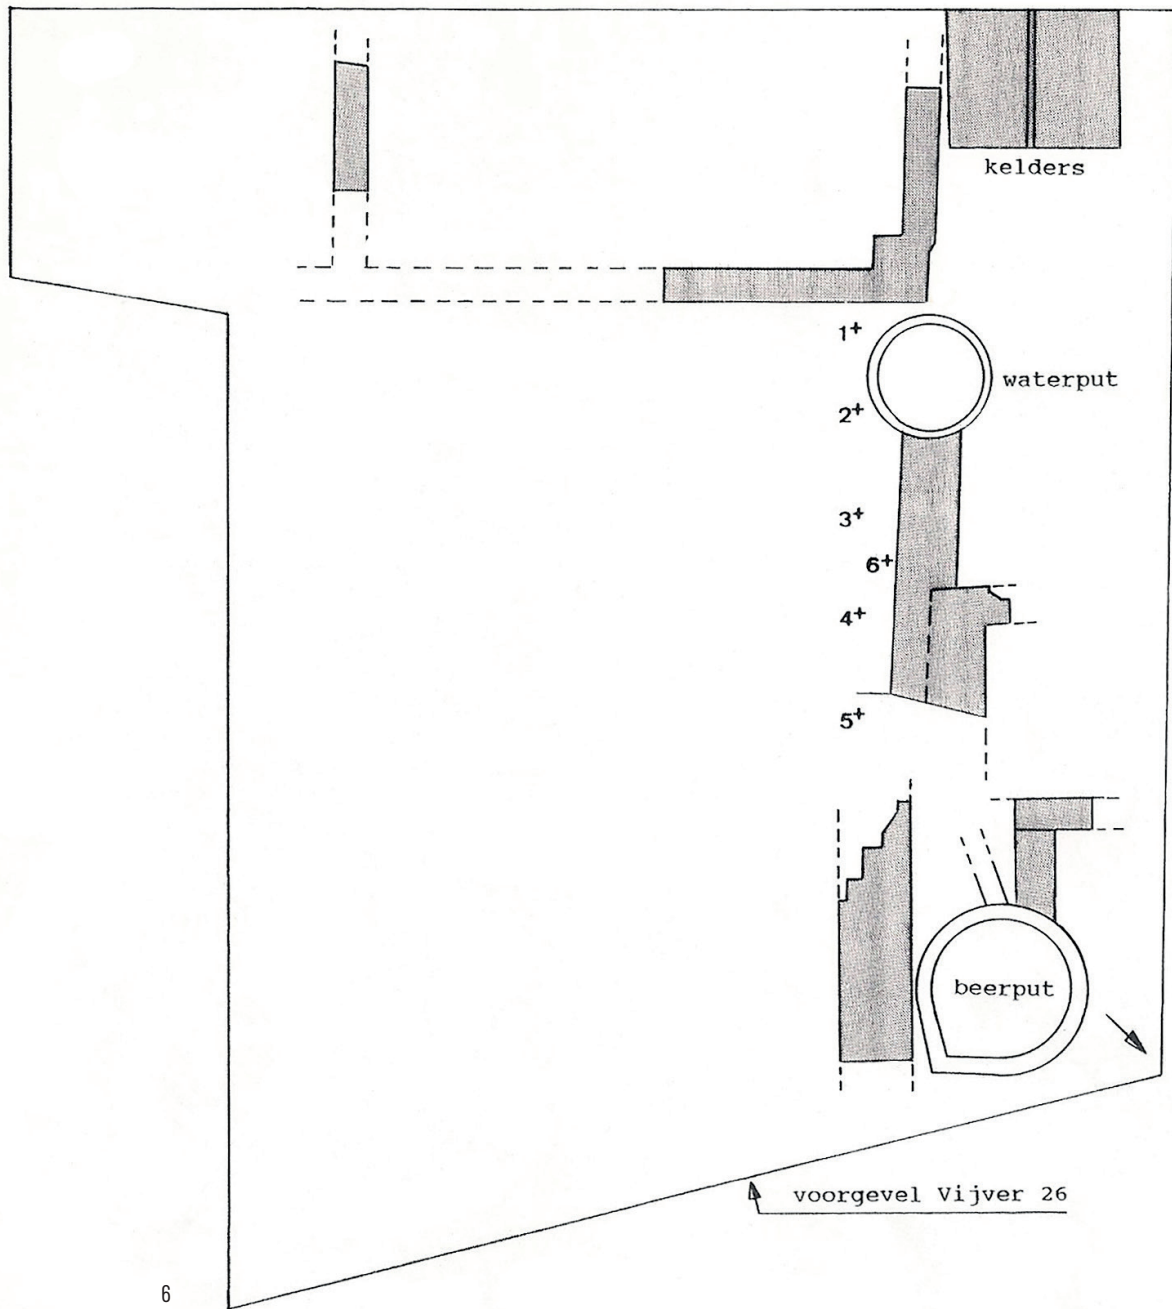 kelders
1+
waterput
2+
3+
6+
4+
5+
beerput
voorgevel Vijver 26
6